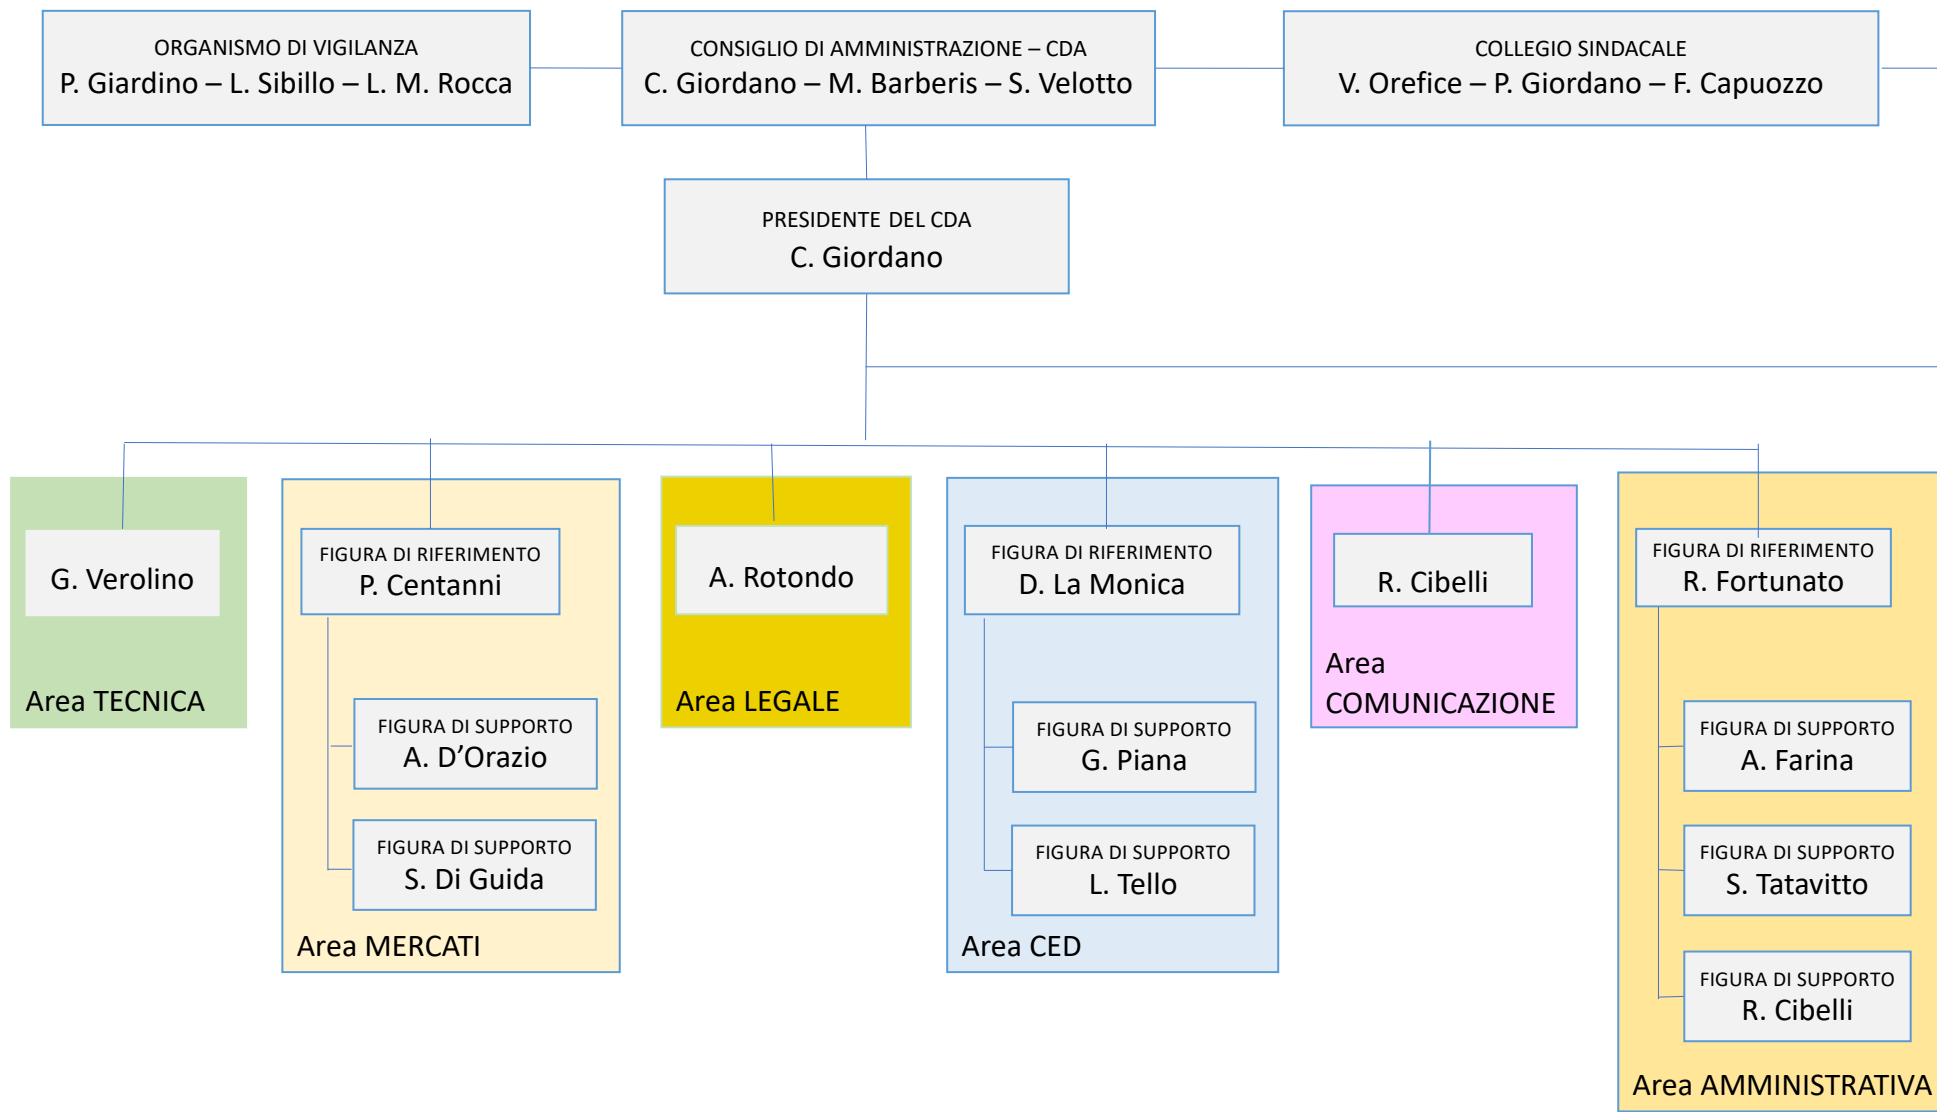 ORGANISMO DI VIGILANZA
P. Giardino – L. Sibillo – L. M. Rocca
CONSIGLIO DI AMMINISTRAZIONE – CDA
C. Giordano – M. Barberis – S. Velotto
COLLEGIO SINDACALE
V. Orefice – P. Giordano – F. Capuozzo
PRESIDENTE DEL CDA
C. Giordano
G. Verolino
Area TECNICA
FIGURA DI RIFERIMENTO
P. Centanni
FIGURA DI SUPPORTO
A. D’Orazio
FIGURA DI SUPPORTO
S. Di Guida
Area MERCATI
A. Rotondo
Area LEGALE
FIGURA DI RIFERIMENTO
D. La Monica
FIGURA DI SUPPORTO
G. Piana
FIGURA DI SUPPORTO
L. Tello
Area CED
R. Cibelli
Area
COMUNICAZIONE
FIGURA DI RIFERIMENTO
R. Fortunato
FIGURA DI SUPPORTO
A. Farina
FIGURA DI SUPPORTO
S. Tatavitto
FIGURA DI SUPPORTO
R. Cibelli
Area AMMINISTRATIVA